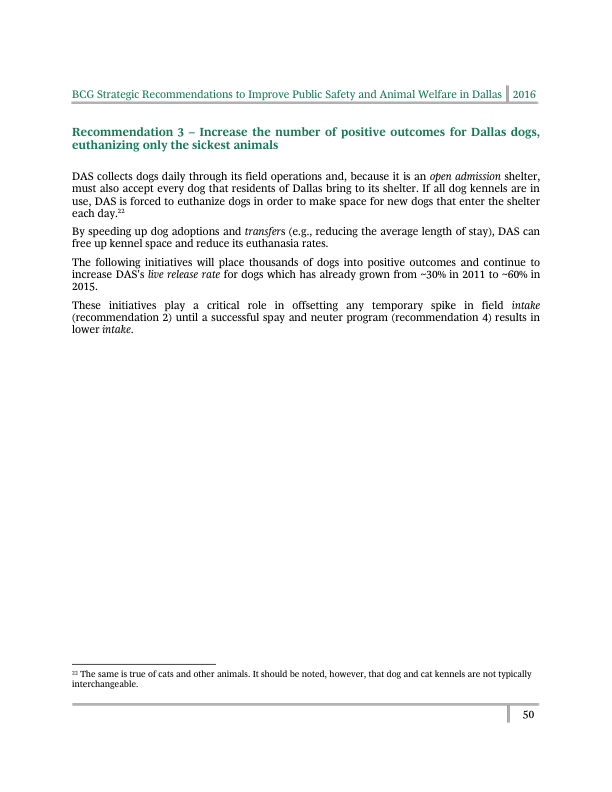 BCG Strategic Recommendations to Improve Public Safety and Animal Welfare in Dallas 2016
Recommendation 3 – Increase the number of positive outcomes for Dallas dogs,
euthanizing only the sickest animals
DAS collects dogs daily through its field operations and, because it is an open admission shelter,
must also accept every dog that residents of Dallas bring to its shelter. If all dog kennels are in
use, DAS is forced to euthanize dogs in order to make space for new dogs that enter the shelter
each day.22
By speeding up dog adoptions and transfers (e.g., reducing the average length of stay), DAS can
free up kennel space and reduce its euthanasia rates.
The following initiatives will place thousands of dogs into positive outcomes and continue to
increase DAS's live release rate for dogs which has already grown from ~30% in 2011 to ~60% in
2015.
These initiatives play a critical role in offsetting any temporary spike in field intake
(recommendation 2) until a successful spay and neuter program (recommendation 4) results in
lower intake.
22 The same is true of cats and other animals. It should be noted, however, that dog and cat kennels are not typically
interchangeable.
50